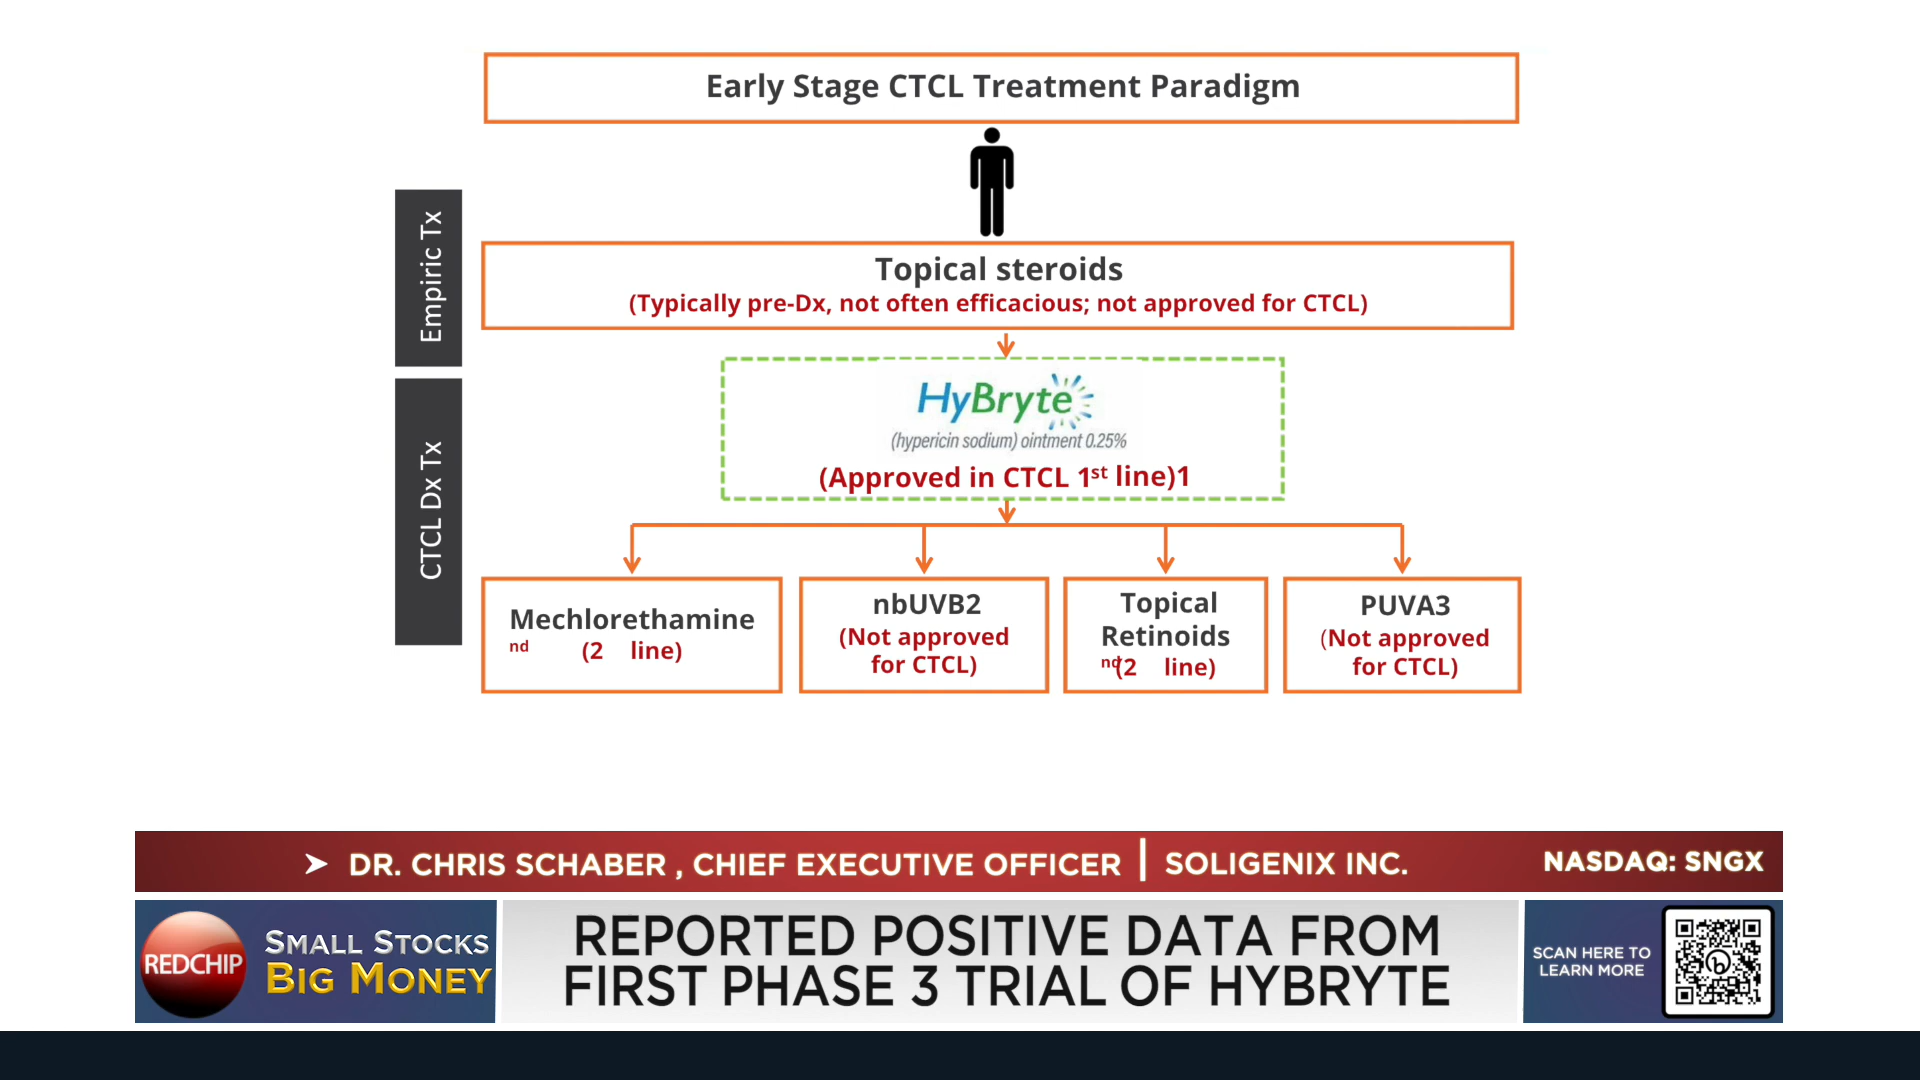 Early Stage CTCL Treatment Paradigm
Empiric Tx
Topical steroids
(Typically pre-Dx, not often efficacious; not approved for CTCL)
CTCL Dx Tx
HyBryte
(hypericin sodium) ointment 0.25%
(Approved in CTCL 1st line)1
Mechlorethamine
nd (2 line)
nbUVB2
(Not approved
for CTCL)
Topical
Retinoids
nd(2 line)
PUVA3
(Not approved
for CTCL)
➤ DR. CHRIS SCHABER , CHIEF EXECUTIVE OFFICER | SOLIGENIX INC.
NASDAQ: SNGX
REDCHIP
SMALL STOCKS
BIG MONEY
REPORTED POSITIVE DATA FROM
FIRST PHASE 3 TRIAL OF HYBRYTE
SCAN HERE TO
LEARN MORE